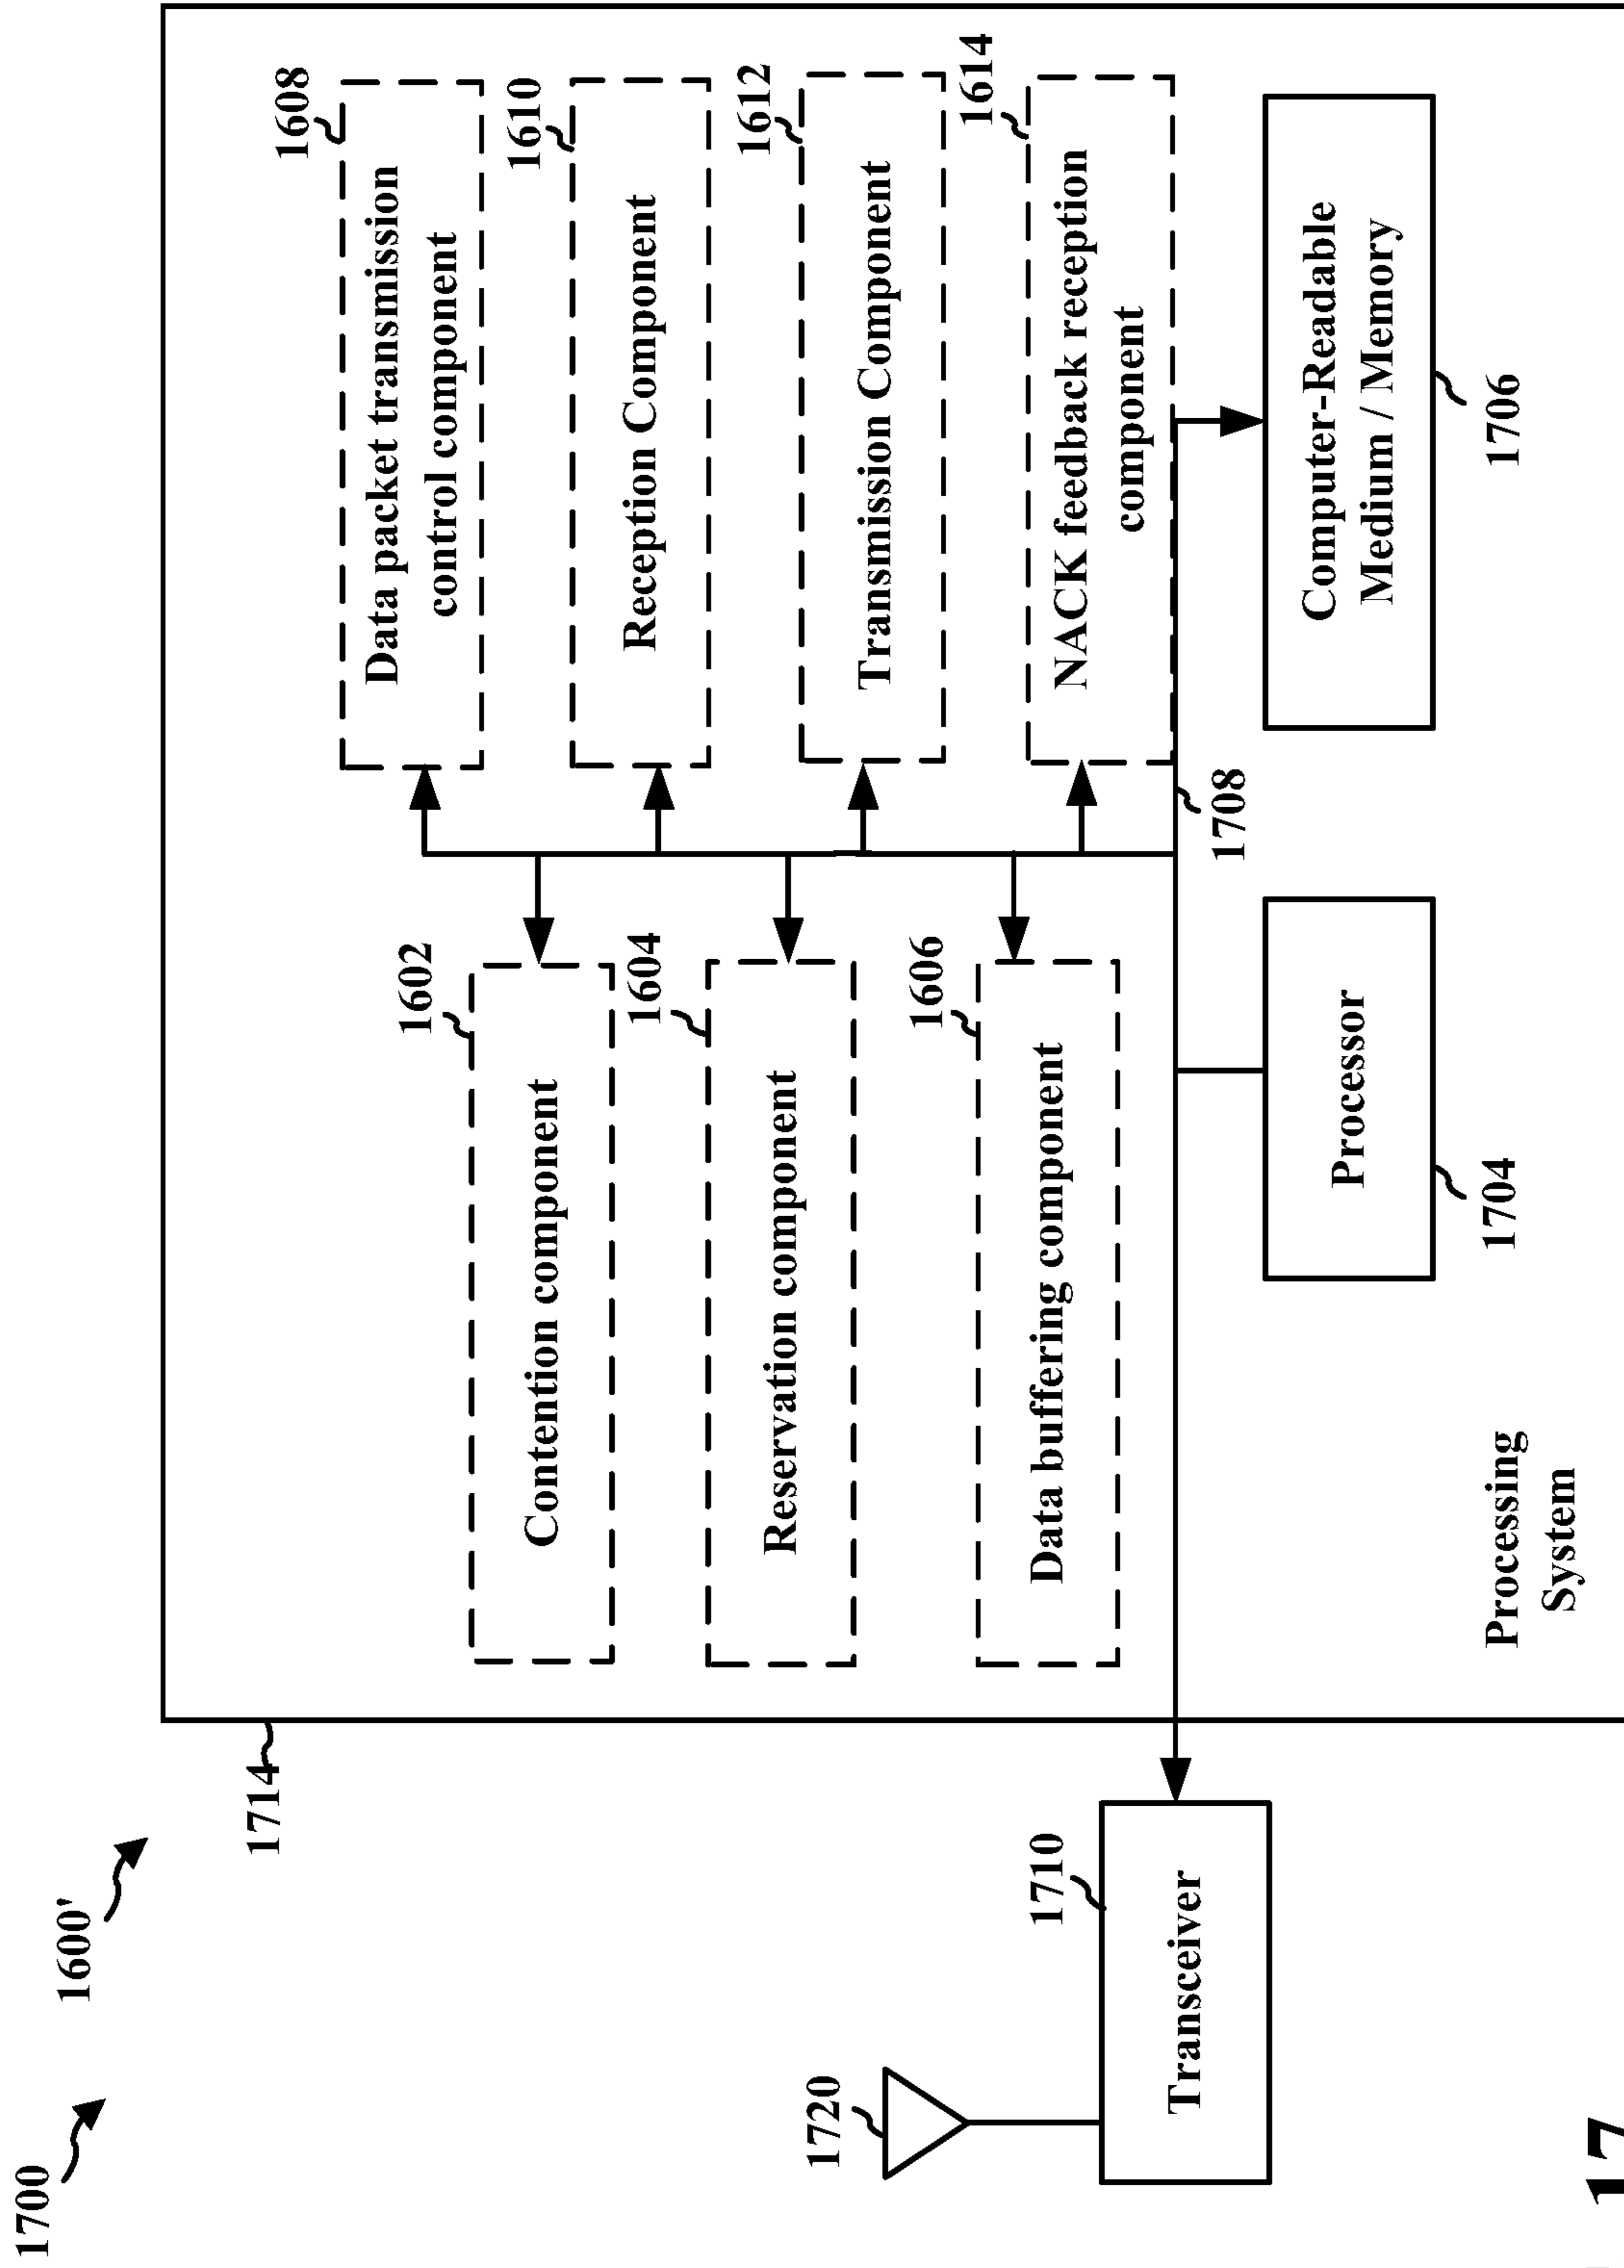 1700
1600'
1714
1602
Contention component
1604
Reservation component
1606
Data buffering component
1608
Data packet transmission
control component
1610
Reception Component
1612
Transmission Component
1614
NACK feedback reception
component
1708
1720
1710
Transceiver
Processor
1704
Computer-Readable
Medium / Memory
1706
Processing
System
17